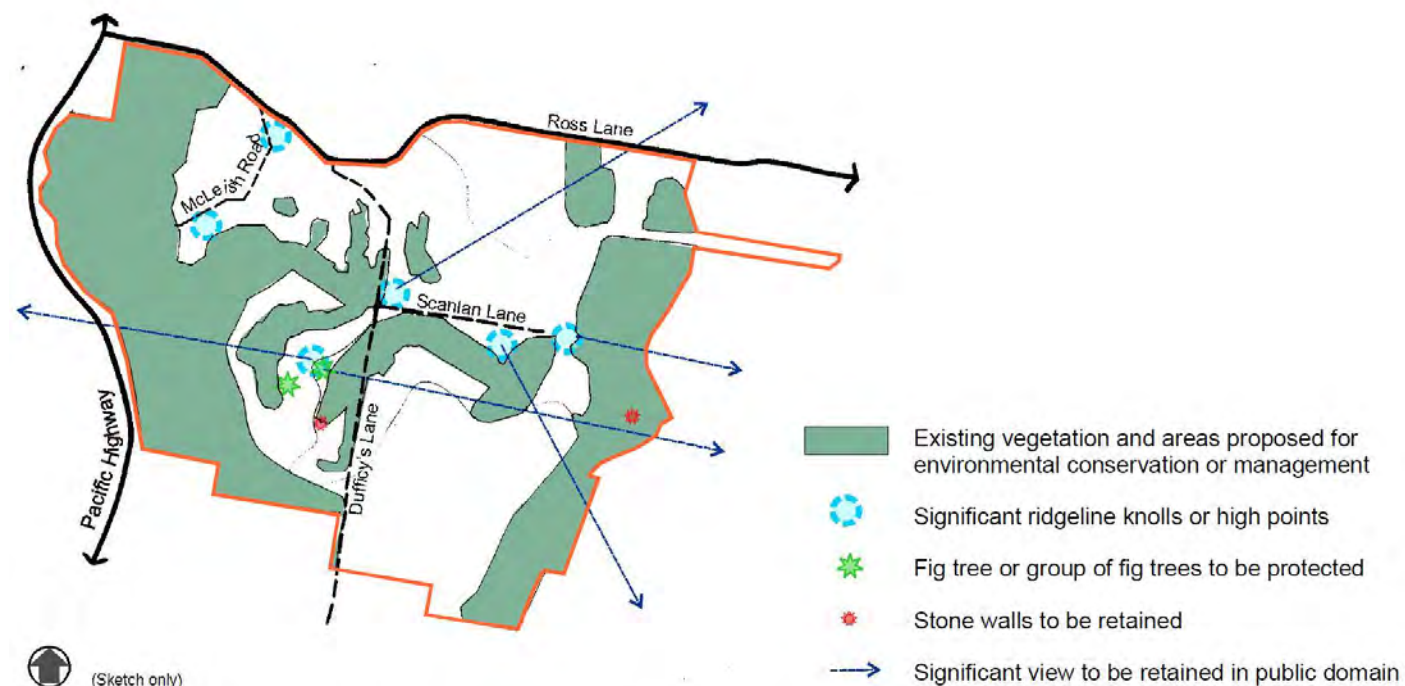 Ross Lane
McLeish Road
Scanlan Lane
Dufficy's Lane
Pacific Highway
Existing vegetation and areas proposed for
environmental conservation or management
Significant ridgeline knolls or high points
Fig tree or group of fig trees to be protected
Stone walls to be retained
Significant view to be retained in public domain
(Sketch only)